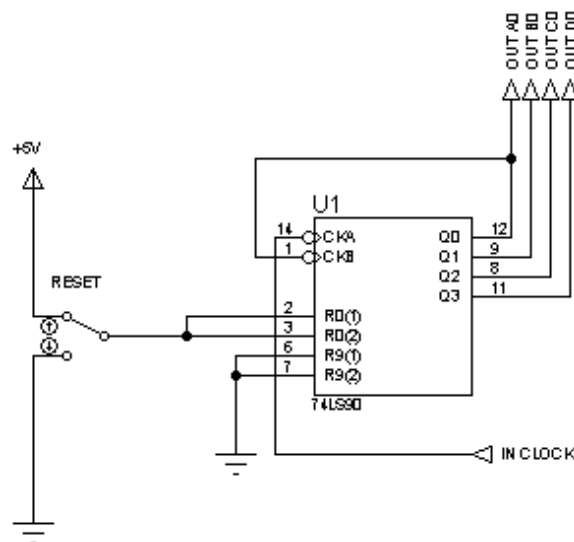 OUT A0
OUT B0
OUT C0
OUT D0
+5V
RESET
U1
14
CKA
1
CKB
Q0
12
Q1
9
Q2
8
Q3
11
2
R0(1)
3
R0(2)
6
R9(1)
7
R9(2)
74LS90
IN CLOCK